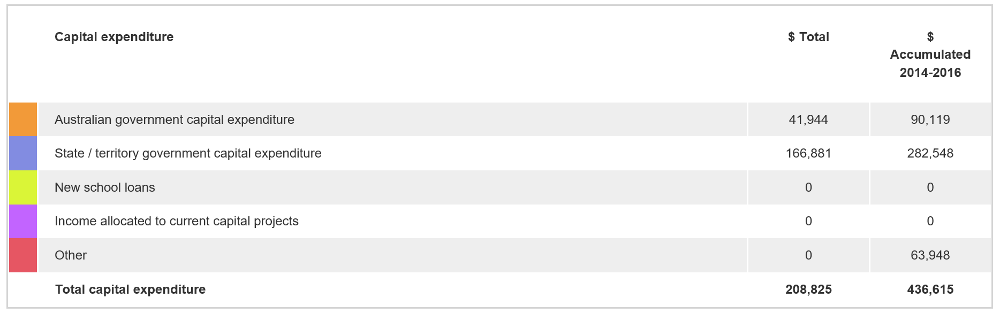 Capital expenditure $ Total $
Accumulated
2014-2016
Australian government capital expenditure 41,944 90,119
State / territory government capital expenditure 166,881 282,548
New school loans 0 0
Income allocated to current capital projects 0 0
Other 0 63,948
Total capital expenditure 208,825 436,615